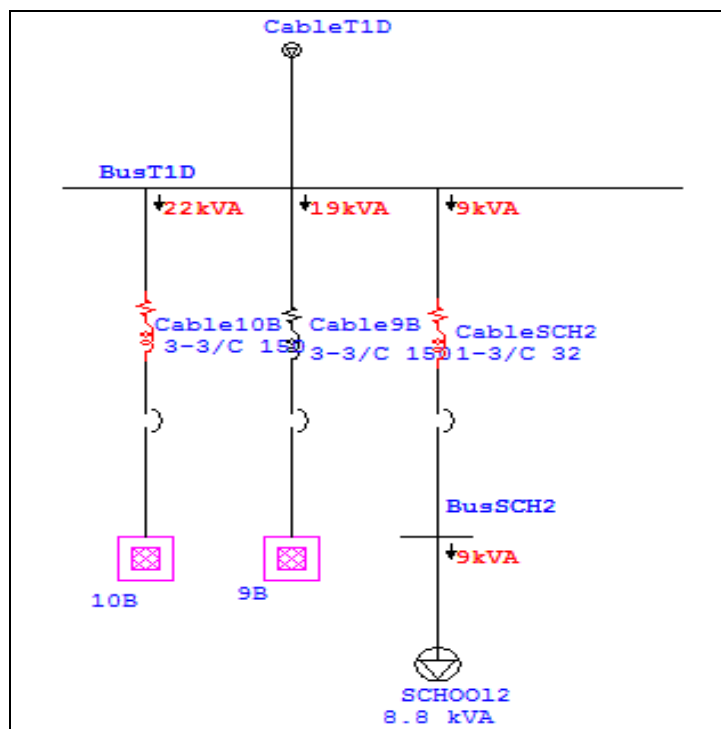 CableT1D
BusT1D
22kVA
19kVA
9kVA
Cable10B
3-3/C 150
Cable9B
3-3/C 150
CableSCH2
1-3/C 32
BusSCH2
9kVA
10B
9B
SCHOOl2
8.8 kVA